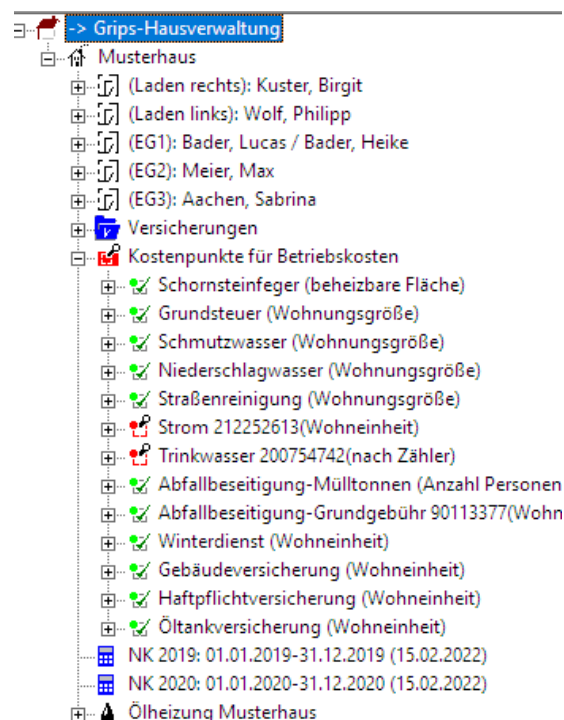 -> Grips-Hausverwaltung
Musterhaus
(Laden rechts): Kuster, Birgit
(Laden links): Wolf, Philipp
(EG1): Bader, Lucas / Bader, Heike
(EG2): Meier, Max
(EG3): Aachen, Sabrina
Versicherungen
Kostenpunkte für Betriebskosten
Schornsteinfeger (beheizbare Fläche)
Grundsteuer (Wohnungsgröße)
Schmutzwasser (Wohnungsgröße)
Niederschlagwasser (Wohnungsgröße)
Straßenreinigung (Wohnungsgröße)
Strom 212252613(Wohneinheit)
Trinkwasser 200754742(nach Zähler)
Abfallbeseitigung-Mülltonnen (Anzahl Personen
Abfallbeseitigung-Grundgebühr 90113377(Wohn
Winterdienst (Wohneinheit)
Gebäudeversicherung (Wohneinheit)
Haftpflichtversicherung (Wohneinheit)
Öltankversicherung (Wohneinheit)
NK 2019: 01.01.2019-31.12.2019 (15.02.2022)
NK 2020: 01.01.2020-31.12.2020 (15.02.2022)
Ölheizung Musterhaus